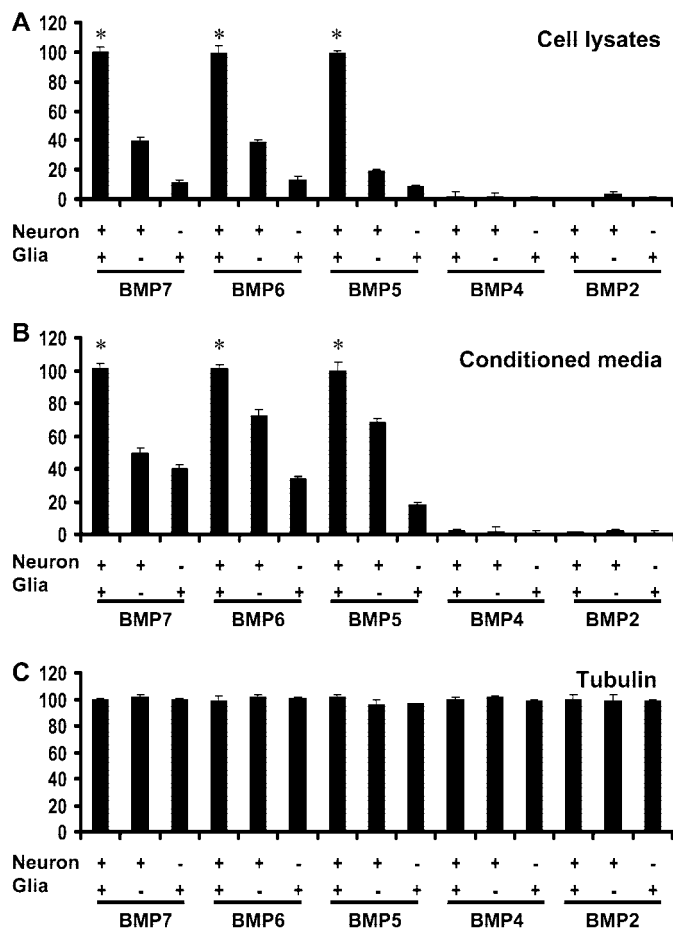 A
Cell lysates
120
100
80
60
40
20
0
* * *
Neuron + + - + + - + + - + + - + + -
Glia + - + + - + + - + + - + + - +
BMP7 BMP6 BMP5 BMP4 BMP2
B
Conditioned media
120
100
80
60
40
20
0
* * *
Neuron + + - + + - + + - + + - + + -
Glia + - + + - + + - + + - + + - +
BMP7 BMP6 BMP5 BMP4 BMP2
C
Tubulin
120
100
80
60
40
20
0
Neuron + + - + + - + + - + + - + + -
Glia + - + + - + + - + + - + + - +
BMP7 BMP6 BMP5 BMP4 BMP2